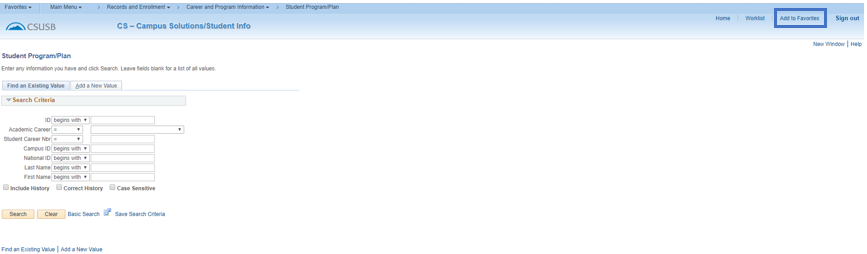 Favorites Main Menu > Records and Enrollment > Career and Program Information > Student Program/Plan
CSUSB CS – Campus Solutions/Student Info Home Worklist Add to Favorites Sign out
New Window | Help
Student Program/Plan
Enter any information you have and click Search. Leave fields blank for a list of all values.
Find an Existing Value Add a New Value
Search Criteria
ID begins with
Academic Career =
Student Career Nbr =
Campus ID begins with
National ID begins with
Last Name begins with
First Name begins with
Include History Correct History Case Sensitive
Search Clear Basic Search Save Search Criteria
Find an Existing Value | Add a New Value